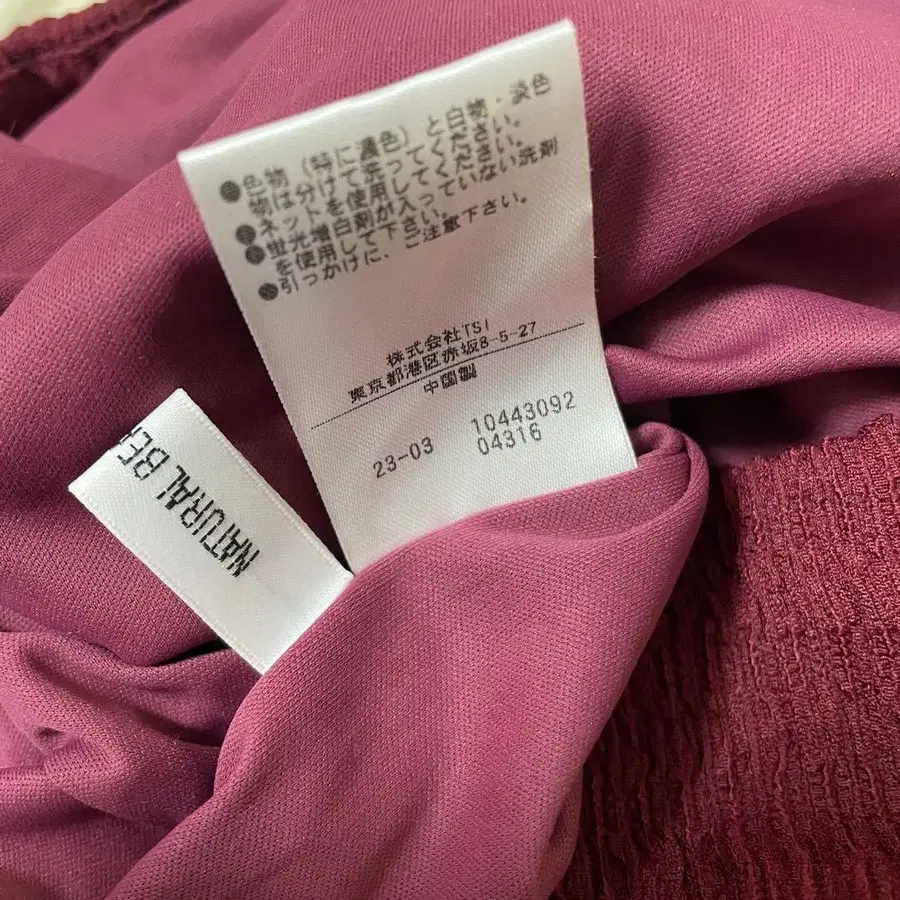 ●色物(特に濃色)と白物・淡色
物は分けて洗ってください。
●ネットを使用してください。
●蛍光増白剤が入っていない洗剤
を使用して下さい。
●引っかけに、ご注意下さい。
株式会社TSI
東京都港区赤坂8-5-27
中国製
23-03 10443092
04316
NATURAL